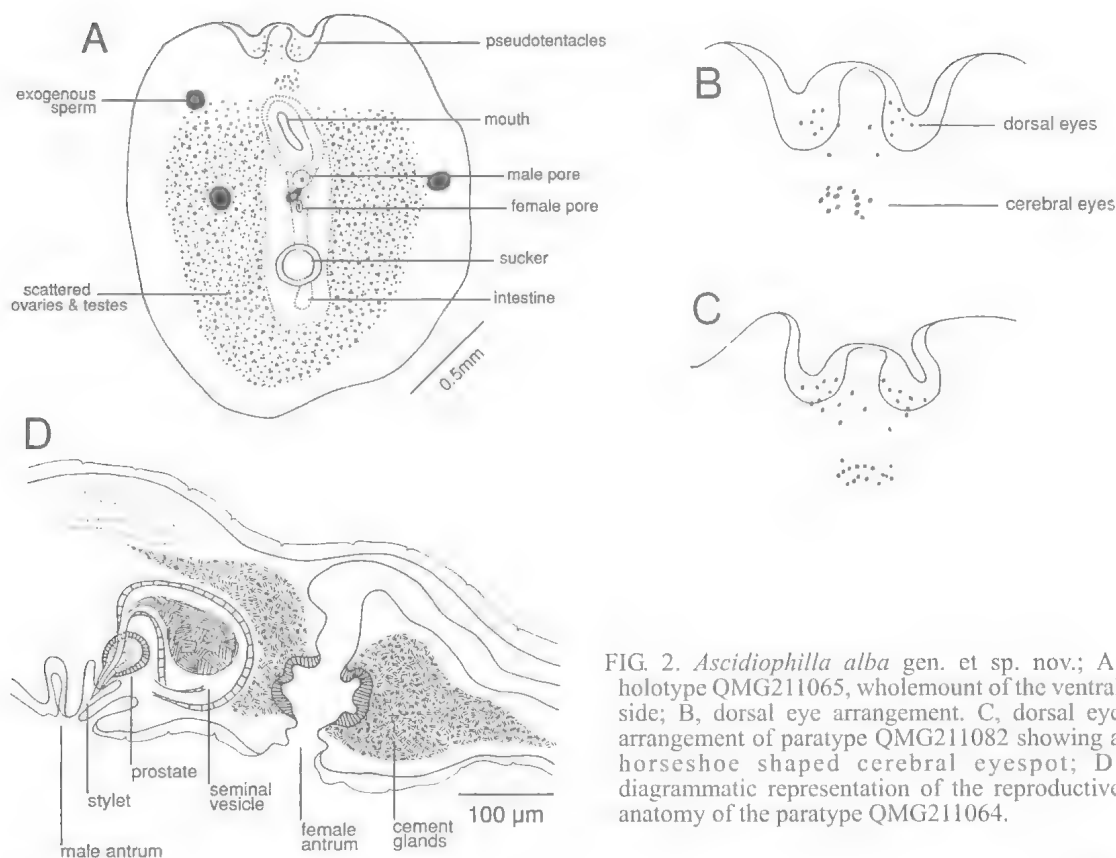 A
pseudotentacles
exogenous
sperm
mouth
male pore
female pore
sucker
intestine
scattered
ovaries & testes
0.5mm
B
dorsal eyes
cerebral eyes
C
D
prostate
stylet
seminal
vesicle
male antrum
female
antrum
cement
glands
100 µm
FIG. 2. Ascidiophilla alba gen. et sp. nov.; A
holotype QMG211065, wholemount of the ventra
side; B, dorsal eye arrangement. C, dorsal eye
arrangement of paratype QMG211082 showing a
horseshoe shaped cerebral eyespot; D
diagrammatic representation of the reproductive
anatomy of the paratype QMG211064.